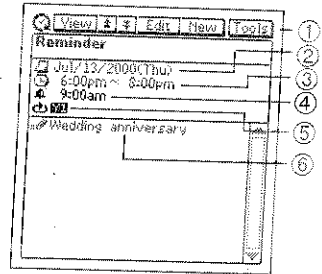 View Edit New Tools ①
Reminder ②
Jul/13/2000(Thu) ③
6:00pm ~ 8:00pm ④
9:00am
Y1 ⑤
Wedding anniversary ⑥